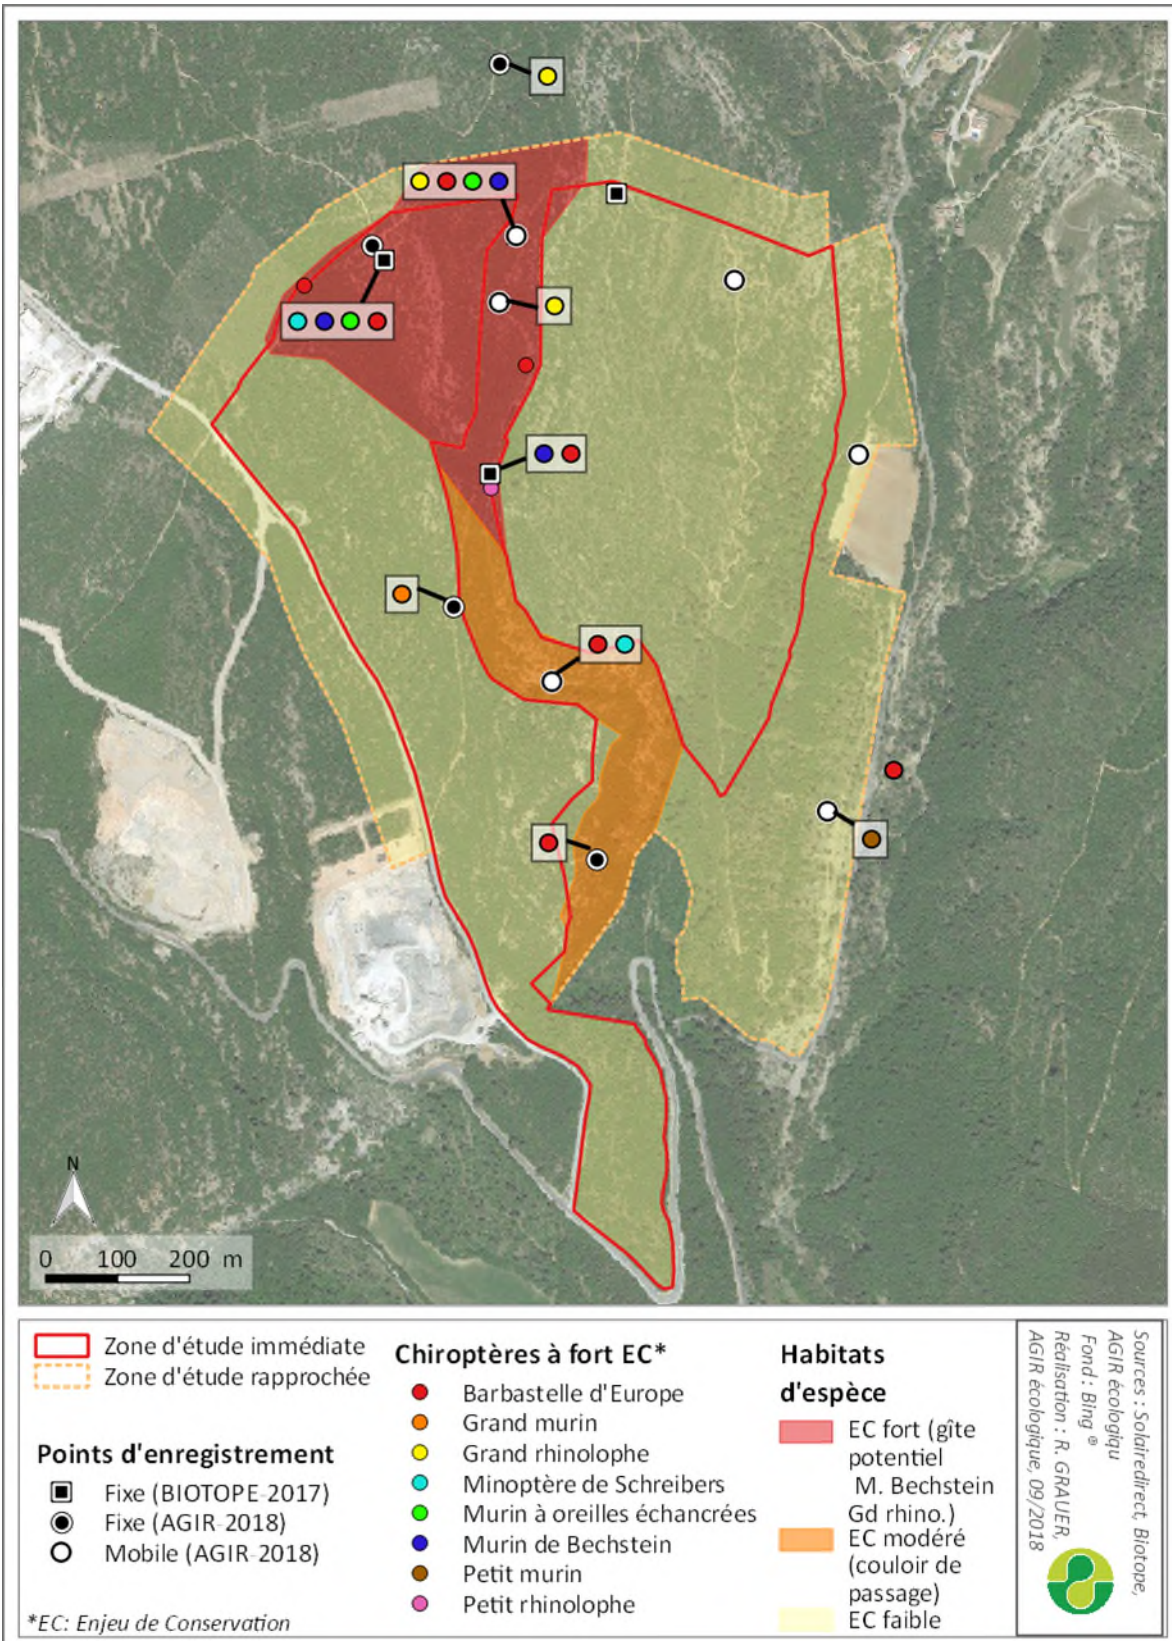 N
0 100 200 m
Zone d'étude immédiate
Zone d'étude rapprochée
Points d'enregistrement
Fixe (BIOTOPE-2017)
Fixe (AGIR-2018)
Mobile (AGIR-2018)
*EC: Enjeu de Conservation
Chiroptères à fort EC*
Barbastelle d'Europe
Grand murin
Grand rhinolophe
Minoptère de Schreibers
Murin à oreilles échancrées
Murin de Bechstein
Petit murin
Petit rhinolophe
Habitats
d'espèce
EC fort (gîte
potentiel
M. Bechstein
Gd rhino.)
EC modéré
(couloir de
passage)
EC faible
Sources : Solairedirect, Biotope,
AGIR écologiqu
Fond : Bing ®
Réalisation : R. GRAUER,
AGIR écologique, 09/2018